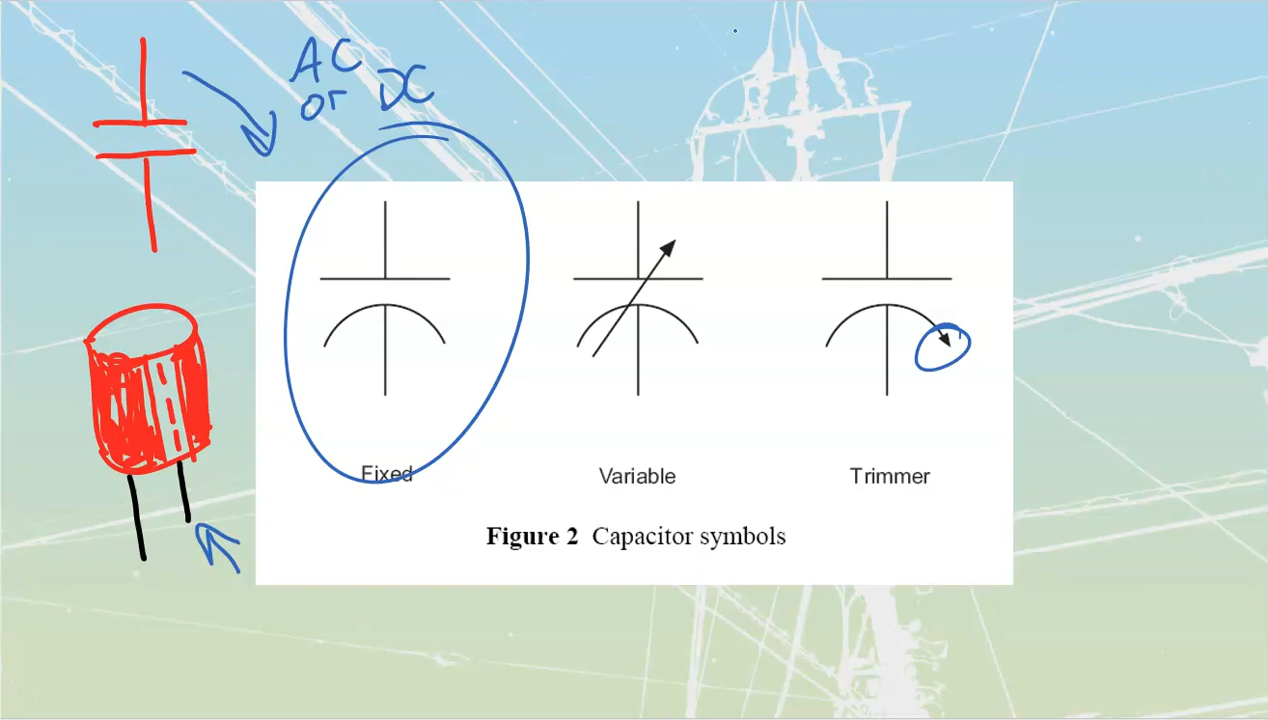 AC
or DC
Fixed
Variable
Trimmer
Figure 2 Capacitor symbols